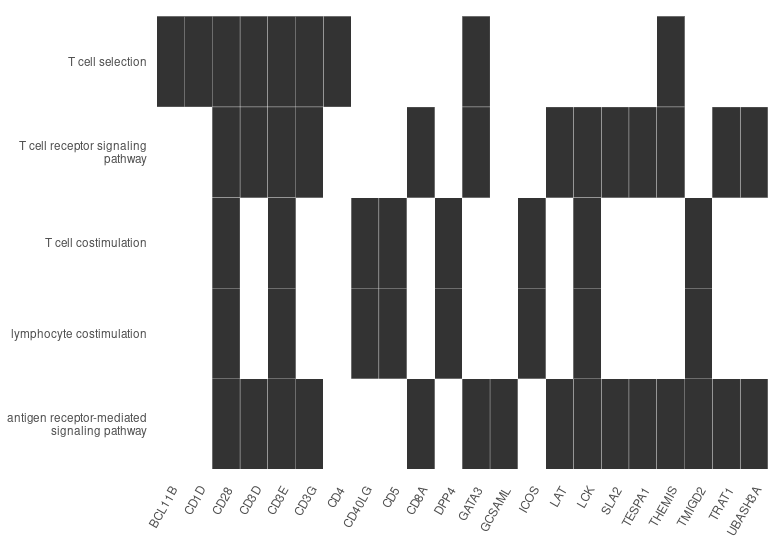 T cell selection
T cell receptor signaling
pathway
T cell costimulation
lymphocyte costimulation
antigen receptor-mediated
signaling pathway
BCL11B
CD1D
CD28
CD3D
CD3E
CD3G
CD4
CD40LG
CD5
CD8A
DPP4
GATA3
GCSAML
ICOS
LAT
LCK
SLA2
TESPA1
THEMIS
TMIGD2
TRAT1
UBASH3A